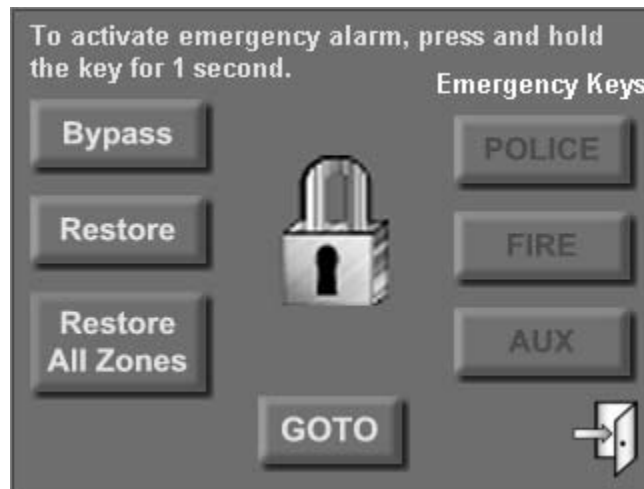 To activate emergency alarm, press and hold
the key for 1 second.
Emergency Keys
Bypass
POLICE
Restore
FIRE
Restore
All Zones
AUX
GOTO